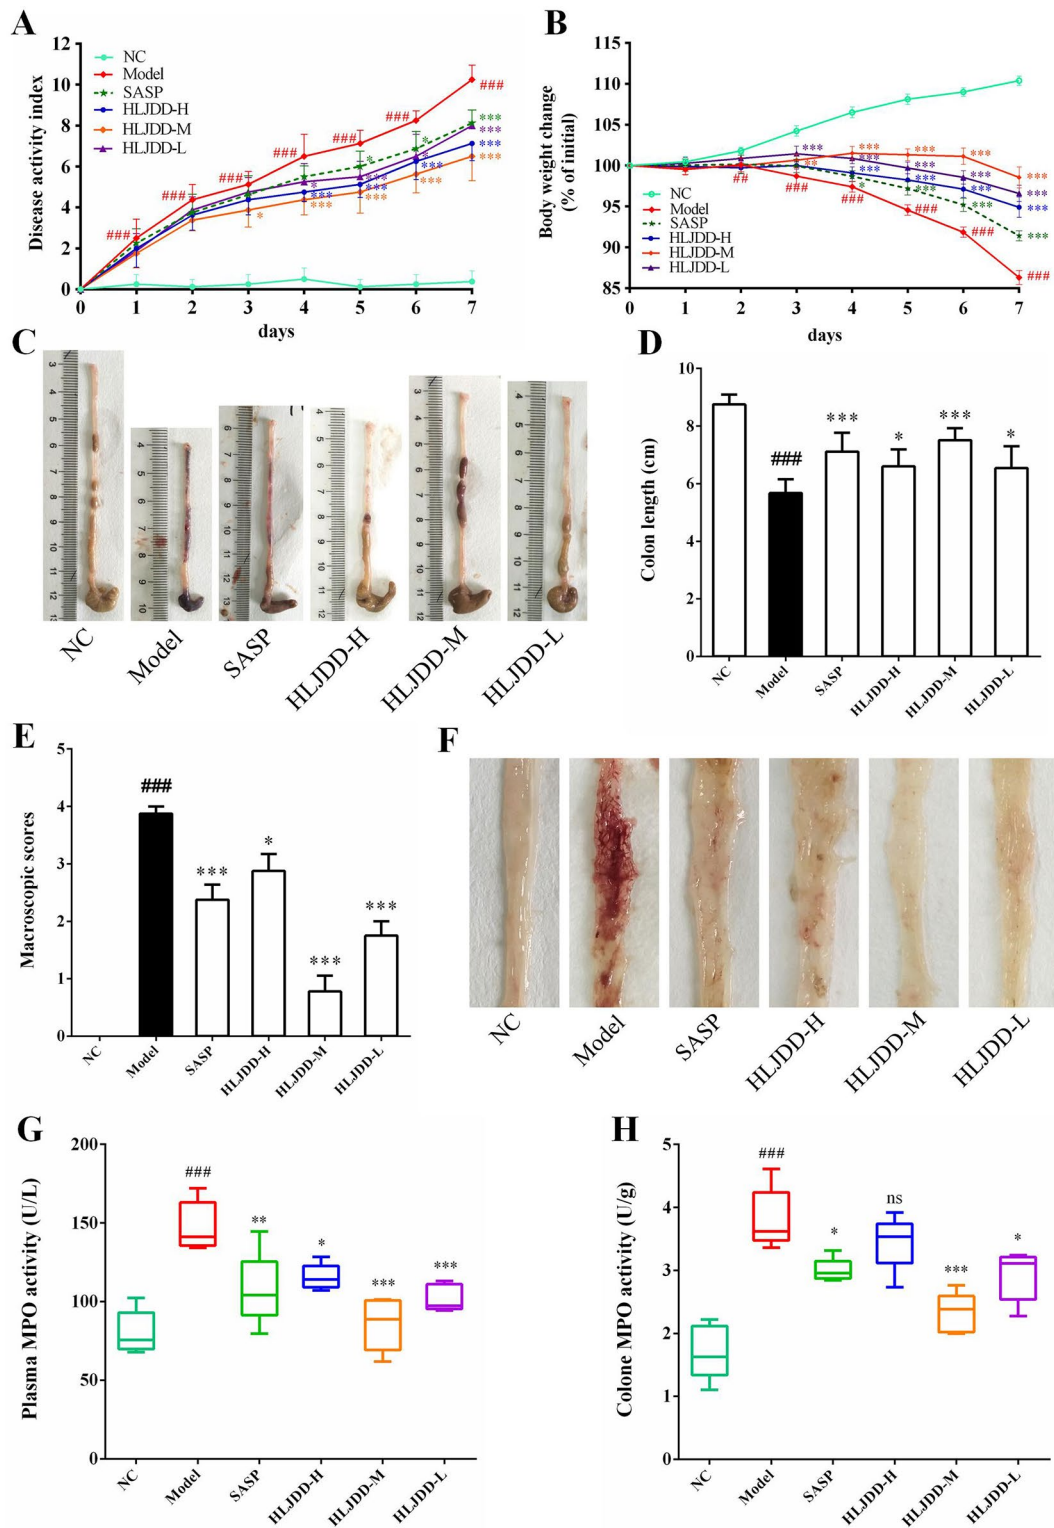 A
Disease activity index
12
10
8
6
4
2
0
NC
Model
SASP
HLJDD-H
HLJDD-M
HLJDD-L
###
###
###
###
###
###
###
0 1 2 3 4 5 6 7
days
B
Body weight change
(% of initial)
115
110
105
100
95
90
85
NC
Model
SASP
HLJDD-H
HLJDD-M
HLJDD-L
##
###
###
###
###
###
0 1 2 3 4 5 6 7
days
C
NC
Model
SASP
HLJDD-H
HLJDD-M
HLJDD-L
D
Colon length (cm)
10
8
6
4
2
0
###
***
*
***
*
NC
Model
SASP
HLJDD-H
HLJDD-M
HLJDD-L
E
Macroscopic scores
5
4
3
2
1
0
###
***
*
***
***
NC
Model
SASP
HLJDD-H
HLJDD-M
HLJDD-L
F
NC
Model
SASP
HLJDD-H
HLJDD-M
HLJDD-L
G
Plasma MPO activity (U/L)
200
150
100
50
0
###
**
*
***
***
NC
Model
SASP
HLJDD-H
HLJDD-M
HLJDD-L
H
Colone MPO activity (U/g)
5
4
3
2
1
0
###
*
ns
***
*
NC
Model
SASP
HLJDD-H
HLJDD-M
HLJDD-L